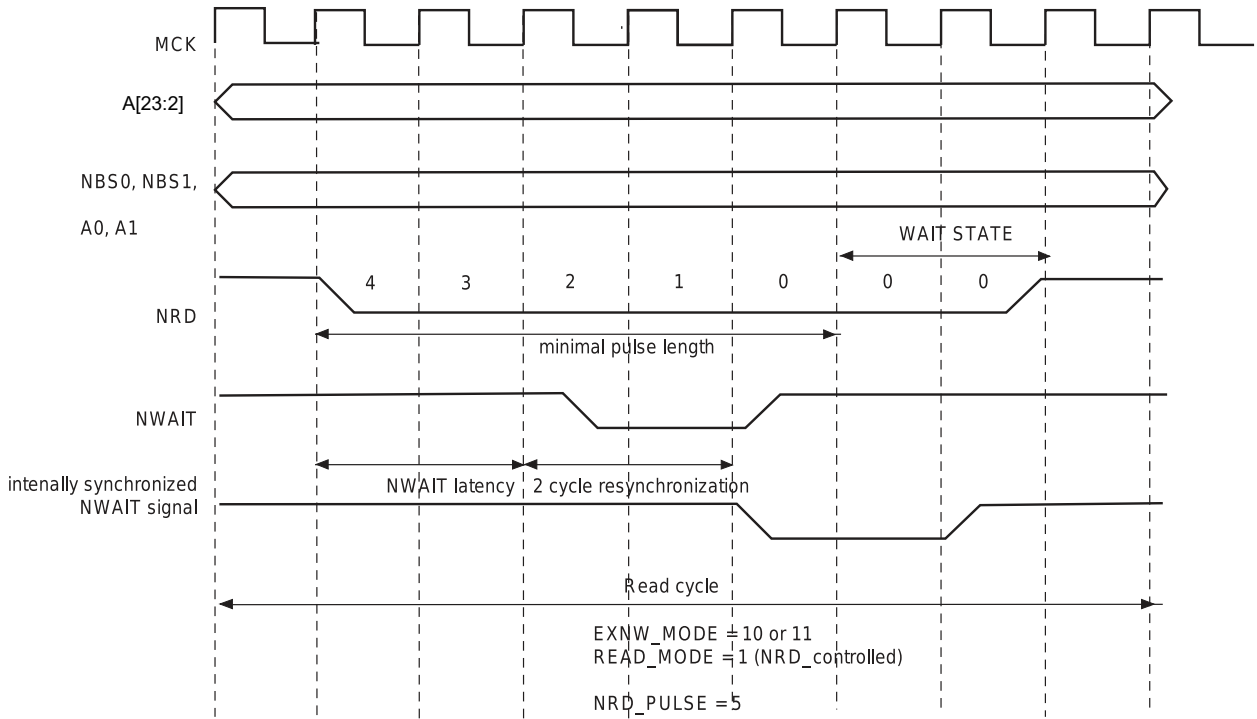 MCK
A[23:2]
NBS0, NBS1,
A0, A1
WAIT STATE
4 3 2 1 0 0 0
NRD
minimal pulse length
NWAIT
intenally synchronized
NWAIT signal
NWAIT latency 2 cycle resynchronization
Read cycle
EXNW_MODE = 10 or 11
READ_MODE = 1 (NRD_controlled)
NRD_PULSE = 5